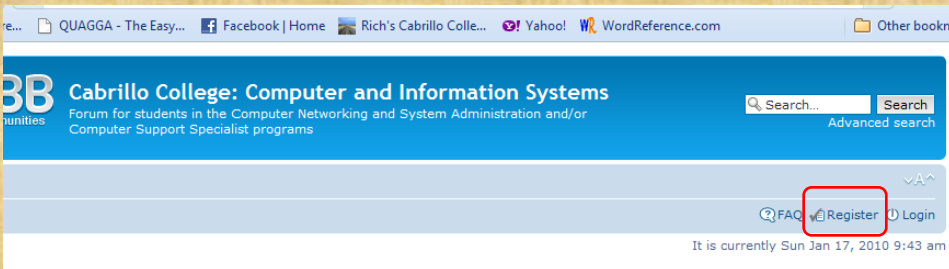 QUAGGA - The Easy... Facebook | Home Rich's Cabrillo Colle... Yahoo! WordReference.com Other bookn
BB
Cabrillo College: Computer and Information Systems
Forum for students in the Computer Networking and System Administration and/or
Computer Support Specialist programs
Search... Search
Advanced search
A
FAQ Register Login
It is currently Sun Jan 17, 2010 9:43 am